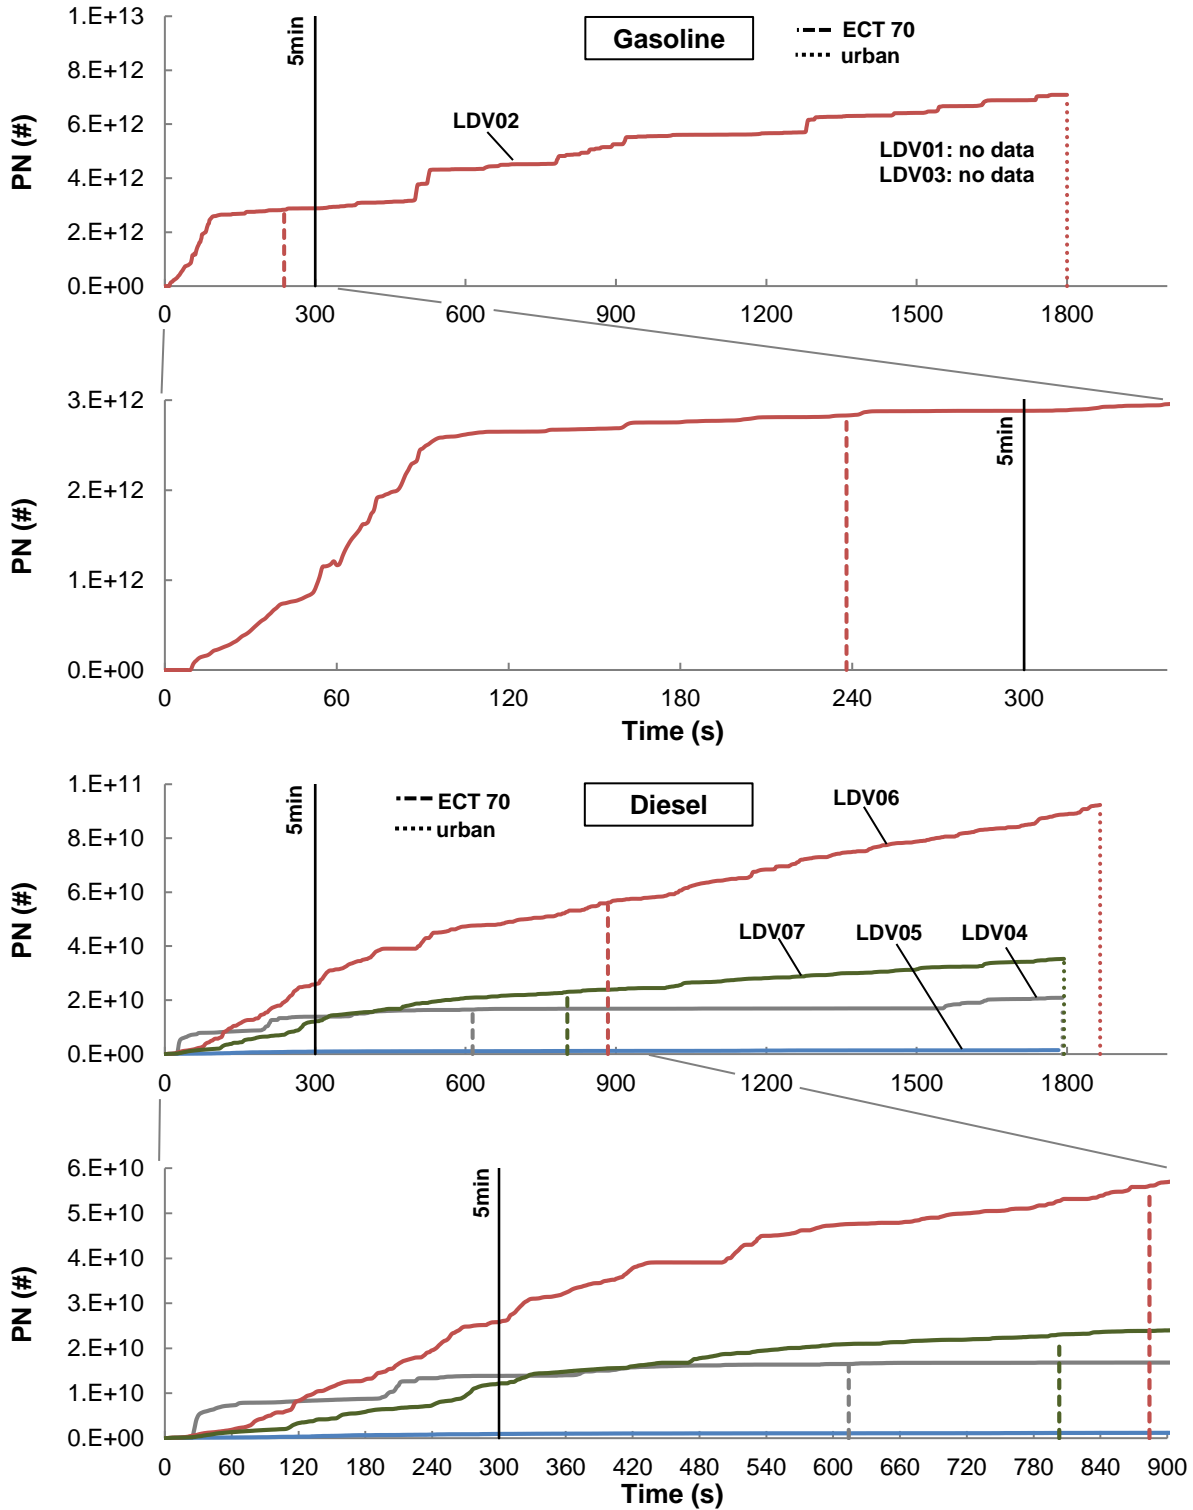 1.E+13
8.E+12
6.E+12
4.E+12
2.E+12
0.E+00
PN (#)
5min
Gasoline
ECT 70
urban
LDV02
LDV01: no data
LDV03: no data
0 300 600 900 1200 1500 1800
3.E+12
2.E+12
1.E+12
0.E+00
PN (#)
5min
0 60 120 180 240 300
Time (s)
1.E+11
8.E+10
6.E+10
4.E+10
2.E+10
0.E+00
PN (#)
5min
ECT 70
urban
Diesel
LDV06
LDV07
LDV05
LDV04
0 300 600 900 1200 1500 1800
6.E+10
5.E+10
4.E+10
3.E+10
2.E+10
1.E+10
0.E+00
PN (#)
5min
0 60 120 180 240 300 360 420 480 540 600 660 720 780 840 900
Time (s)